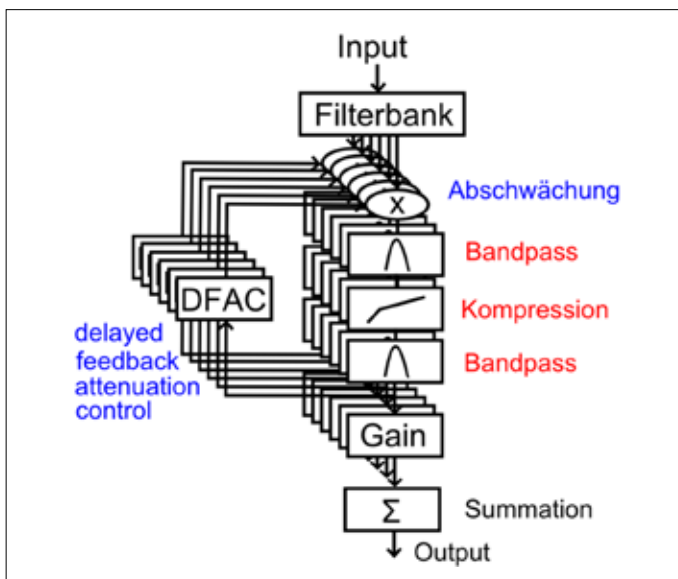 Input
Filterbank
x
Abschwächung
Bandpass
DFAC
Kompression
delayed
feedback
attenuation
control
Bandpass
Gain
Σ
Summation
Output